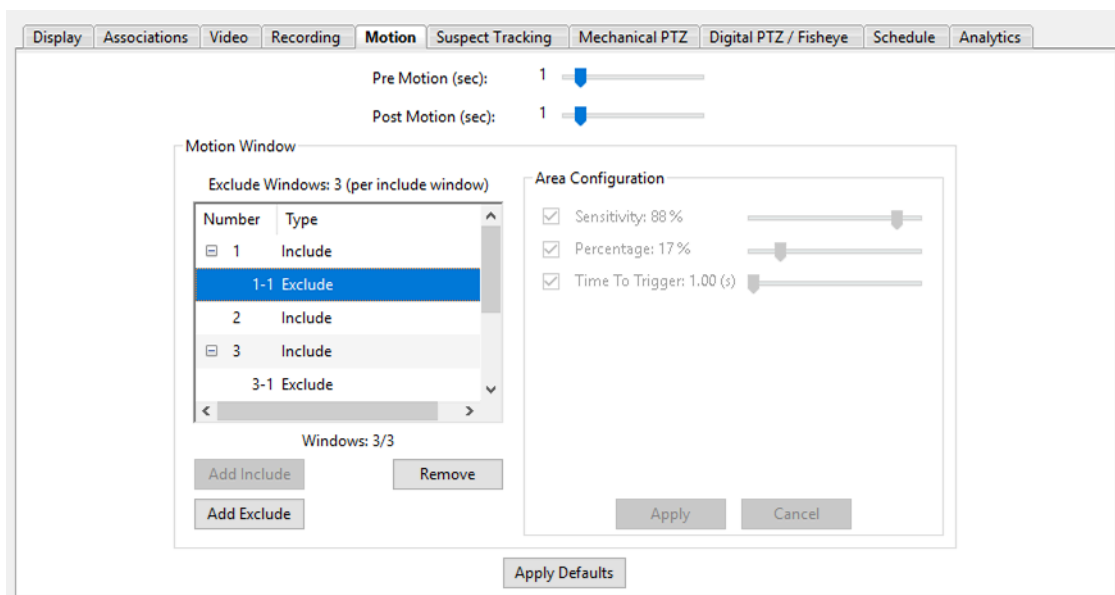 Display Associations Video Recording Motion Suspect Tracking Mechanical PTZ Digital PTZ / Fisheye Schedule Analytics
Pre Motion (sec): 1
Post Motion (sec): 1
Motion Window
Exclude Windows: 3 (per include window)
Number Type
1 Include
1-1 Exclude
2 Include
3 Include
3-1 Exclude
Windows: 3/3
Add Include Remove
Add Exclude
Area Configuration
Sensitivity: 88%
Percentage: 17%
Time To Trigger: 1.00 (s)
Apply Cancel
Apply Defaults